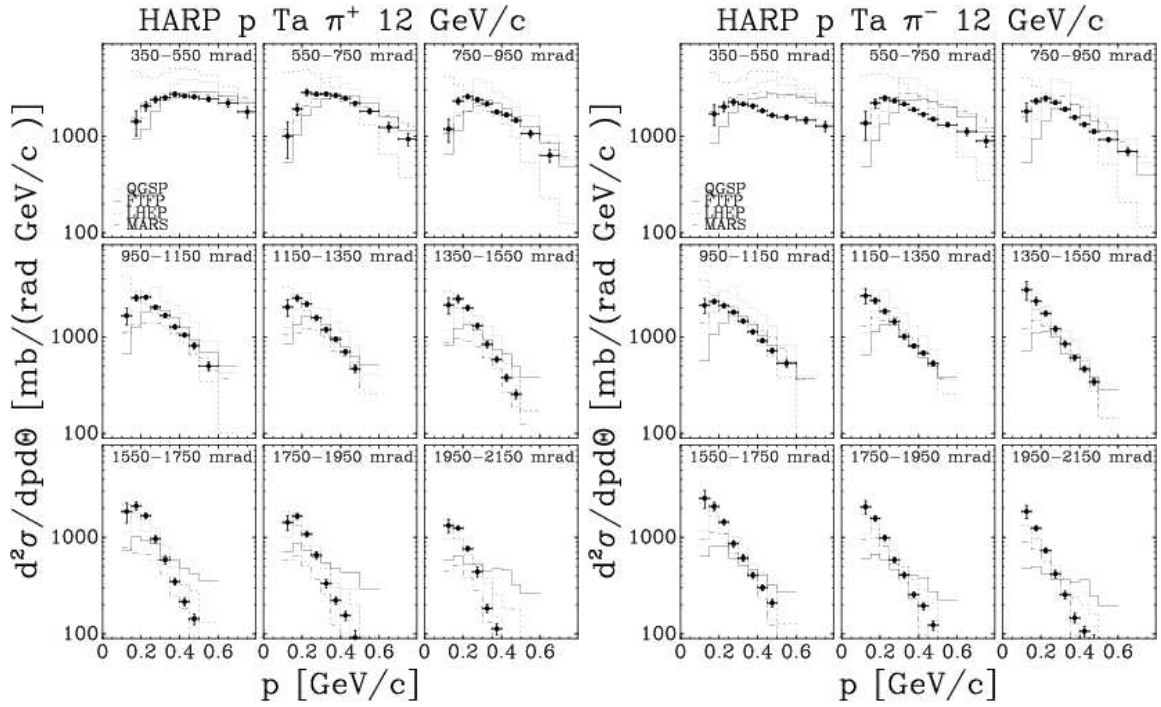 HARP p Ta π⁺ 12 GeV/c
350−550 mrad
550−750 mrad
750−950 mrad
1000
QGSP
FTFP
LHEP
MARS
100
950−1150 mrad
1150−1350 mrad
1350−1550 mrad
1000
100
1550−1750 mrad
1750−1950 mrad
1950−2150 mrad
1000
100
0 0.2 0.4 0.6 0.2 0.4 0.6 0.2 0.4 0.6
p [GeV/c]
d²σ/dpdΘ [mb/(rad GeV/c )]
HARP p Ta π⁻ 12 GeV/c
350−550 mrad
550−750 mrad
750−950 mrad
1000
QGSP
FTFP
LHEP
MARS
100
950−1150 mrad
1150−1350 mrad
1350−1550 mrad
1000
100
1550−1750 mrad
1750−1950 mrad
1950−2150 mrad
1000
100
0 0.2 0.4 0.6 0 0.2 0.4 0.6 0 0.2 0.4 0.6
p [GeV/c]
d²σ/dpdΘ [mb/(rad GeV/c )]